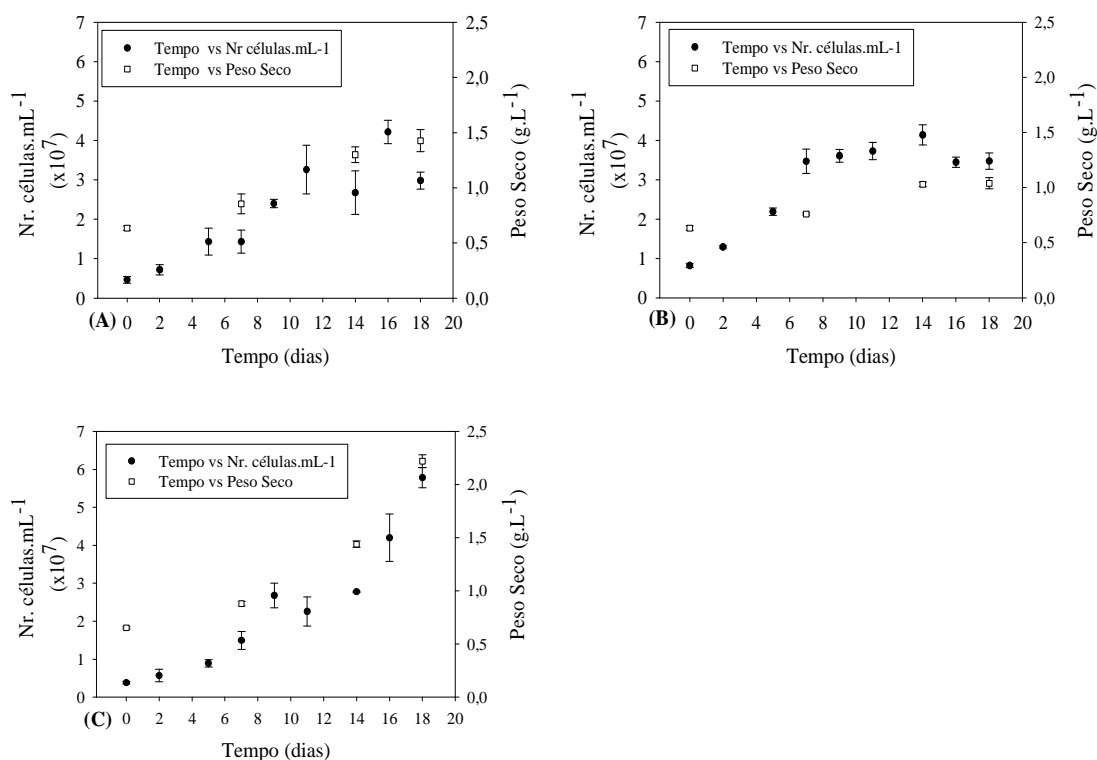 7
6
5
4
3
2
1
0
2,5
2,0
1,5
1,0
0,5
0,0
Tempo vs Nr células.mL-1
Tempo vs Peso Seco
Nr. células.mL-1
(x107)
Peso Seco (g.L-1)
(A)
0 2 4 6 8 10 12 14 16 18 20
Tempo (dias)
7
6
5
4
3
2
1
0
2,5
2,0
1,5
1,0
0,5
0,0
Tempo vs Nr. células.mL-1
Tempo vs Peso Seco
Nr. células.mL-1
(x107)
Peso Seco (g.L-1)
(B)
0 2 4 6 8 10 12 14 16 18 20
Tempo (dias)
7
6
5
4
3
2
1
0
2,5
2,0
1,5
1,0
0,5
0,0
Tempo vs Nr. células.mL-1
Tempo vs Peso Seco
Nr. células.mL-1
(x107)
Peso Seco (g.L-1)
(C)
0 2 4 6 8 10 12 14 16 18 20
Tempo (dias)